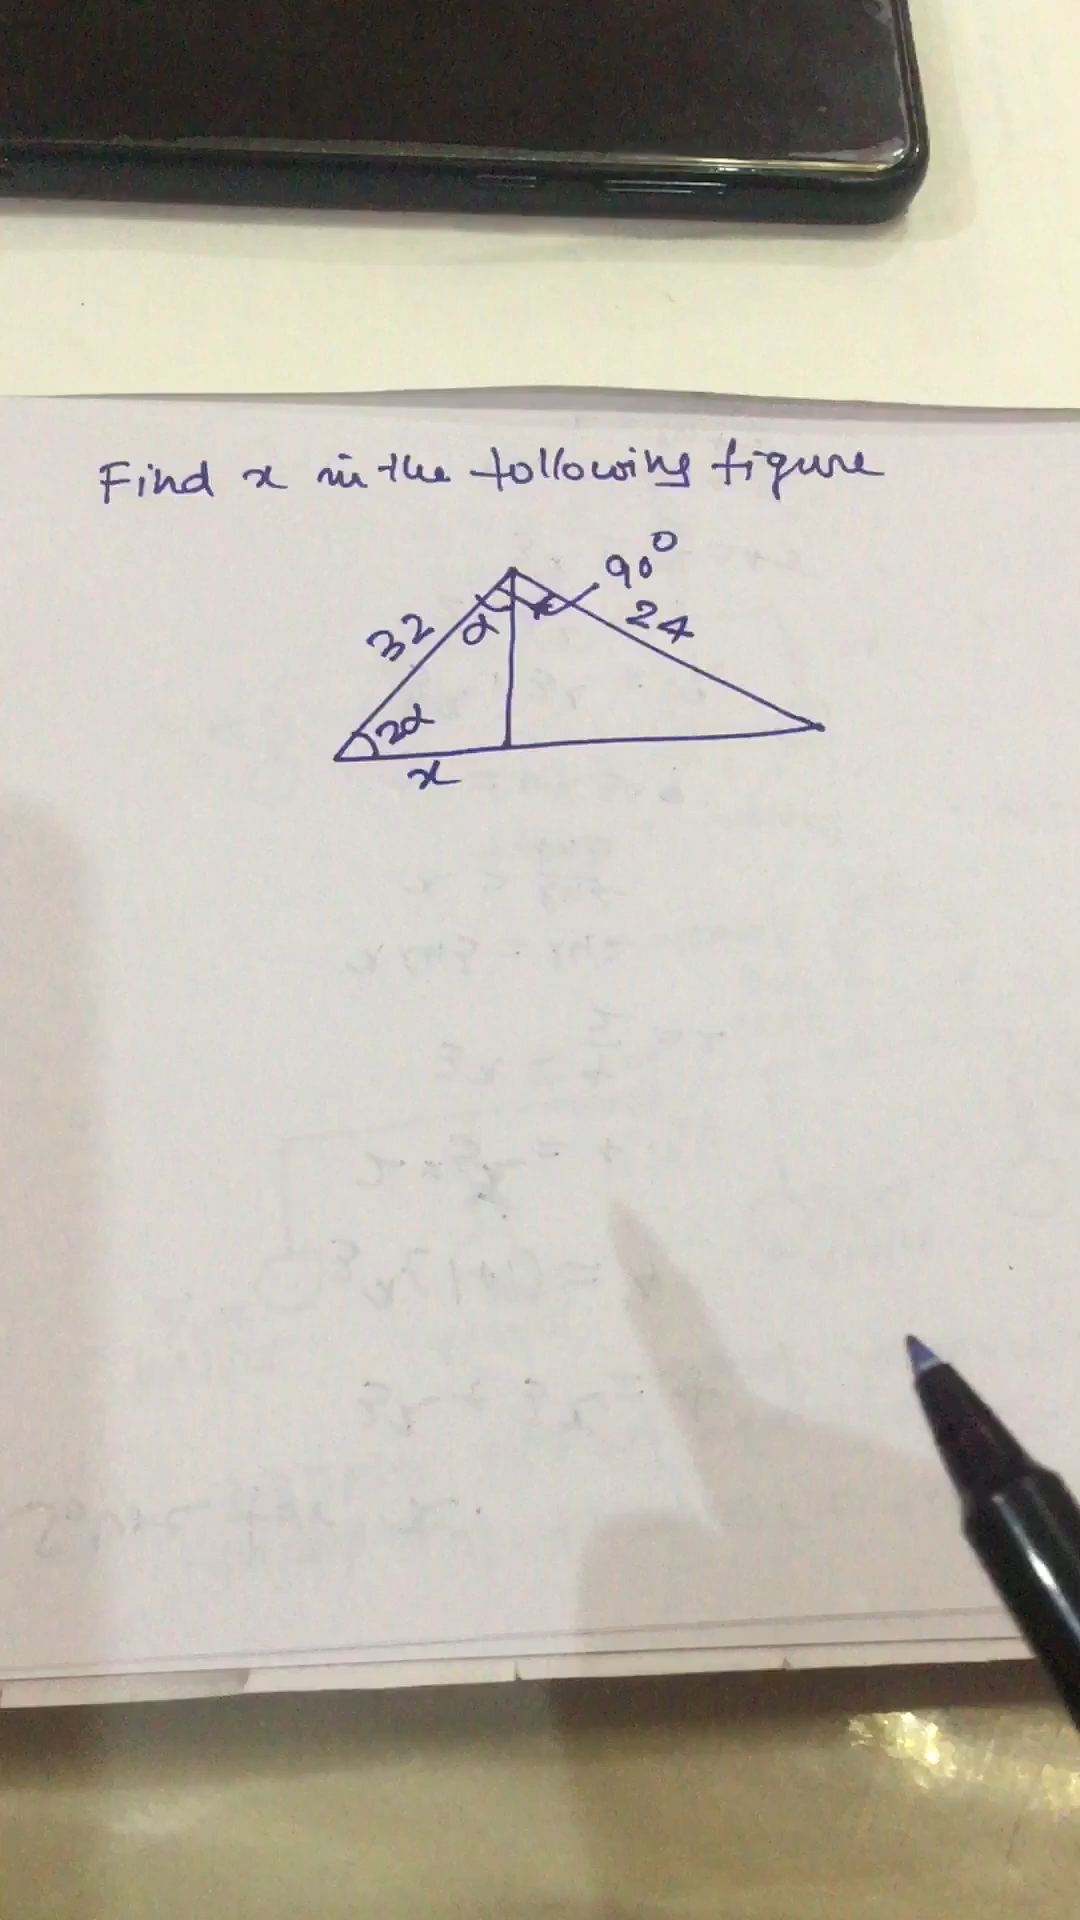 Find x in the following figure
90°
32
24
α
2α
x